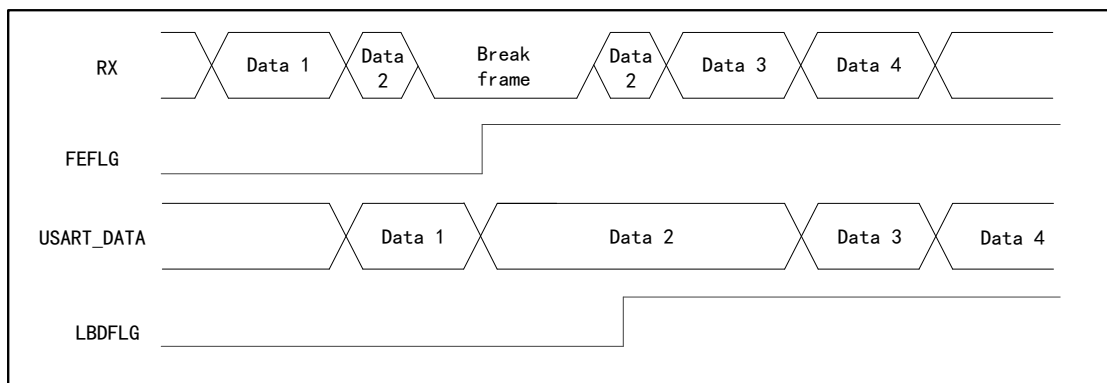 RX
Data 1
Data
2
Break
frame
Data
2
Data 3
Data 4
FEFLG
USART_DATA
Data 1
Data 2
Data 3
Data 4
LBDFLG